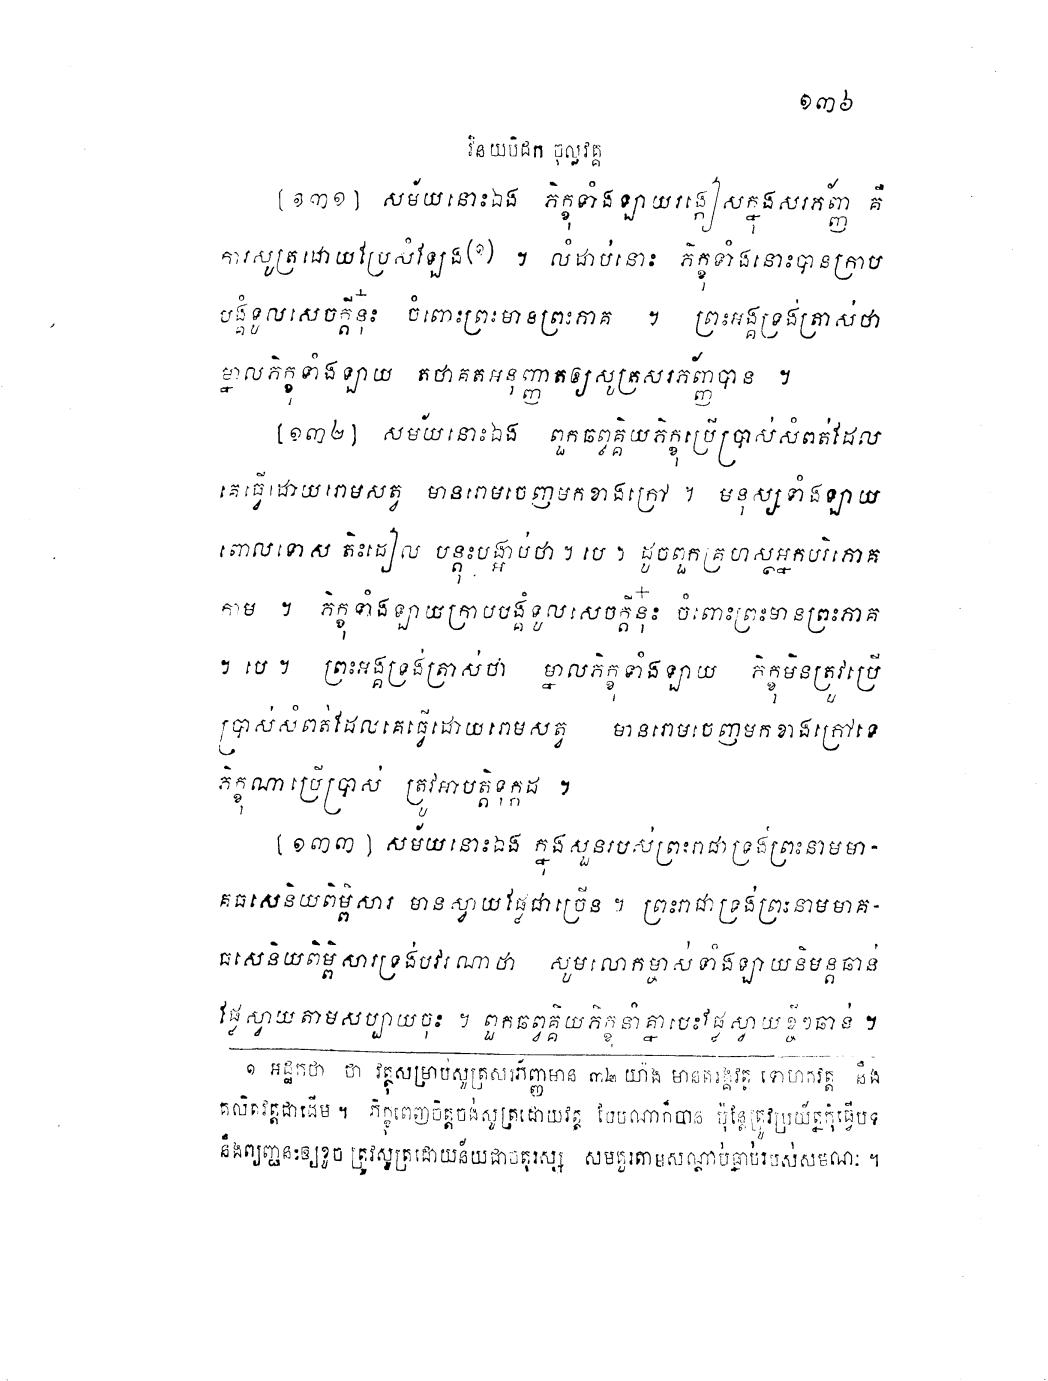 ១៣៦
វិនយបិដក ចុល្លវគ្គ
[១៣១] សម័យនោះឯង ភិក្ខុទាំងឡាយរង្កៀសក្នុងសរភញ្ញ គឺ
ការសូត្រដោយប្រែសំឡេង(១) ។ លំដាប់នោះ ភិក្ខុទាំងនោះបានក្រាប
បង្គំទូលសេចក្តីនុ៎ះ ចំពោះព្រះមានព្រះភាគ ។ ព្រះអង្គទ្រង់ត្រាស់ថា
ម្នាលភិក្ខុទាំងឡាយ តថាគតអនុញ្ញាតឲ្យសូត្រសរភញ្ញបាន ។
[១៣២] សម័យនោះឯង ពួកឆព្វគ្គិយភិក្ខុប្រើប្រាស់សំពត់ដែល
គេធ្វើដោយរោមសត្វ មានរោមចេញមកខាងក្រៅ ។ មនុស្សទាំងឡាយ
ពោលទោស តិះដៀល បន្តុះបង្អាប់ថា ។ បេ ។ ដូចពួកគ្រហស្ថអ្នកបរិភោគ
កាម ។ ភិក្ខុទាំងឡាយក្រាបបង្គំទូលសេចក្តីនុ៎ះ ចំពោះព្រះមានព្រះភាគ
។ បេ ។ ព្រះអង្គទ្រង់ត្រាស់ថា ម្នាលភិក្ខុទាំងឡាយ ភិក្ខុមិនត្រូវប្រើ
ប្រាស់សំពត់ដែលគេធ្វើដោយរោមសត្វ មានរោមចេញមកខាងក្រៅទេ
ភិក្ខុណាប្រើប្រាស់ ត្រូវអាបត្តិទុក្កដ ។
[១៣៣] សម័យនោះឯង ក្នុងសួនរបស់ព្រះរាជាទ្រង់ព្រះនាមមា-
គធសេនិយពិម្ពិសារ មានស្វាយផ្លែជាច្រើន ។ ព្រះរាជាទ្រង់ព្រះនាមមាគ-
ធសេនិយពិម្ពិសារទ្រង់បវរណាថា សូមលោកម្ចាស់ទាំងឡាយនិមន្តឆាន់
ផ្លែស្វាយតាមសប្បាយចុះ ។ ពួកឆព្វគ្គិយភិក្ខុនាំគ្នាបេះផ្លែស្វាយខ្ចីៗឆាន់ ។
១ អដ្ឋកថា ថា វត្តសម្រាប់សូត្រសរភញ្ញមាន ៣២ យ៉ាង មានតរង្គវត្ត ទោហកវត្ត នឹង
គលិតវត្តជាដើម ។ ភិក្ខុពេញចិត្តចង់សូត្រដោយវត្ត បែបណាក៏បាន ប៉ុន្តែត្រូវប្រយ័ត្នកុំធ្វើបទ
នឹងព្យញ្ជនៈឲ្យខូច ត្រូវសូត្រដោយន័យជាចតុរស្ស សមគួរតាមសណ្តាប់ធ្នាប់របស់សមណៈ ។